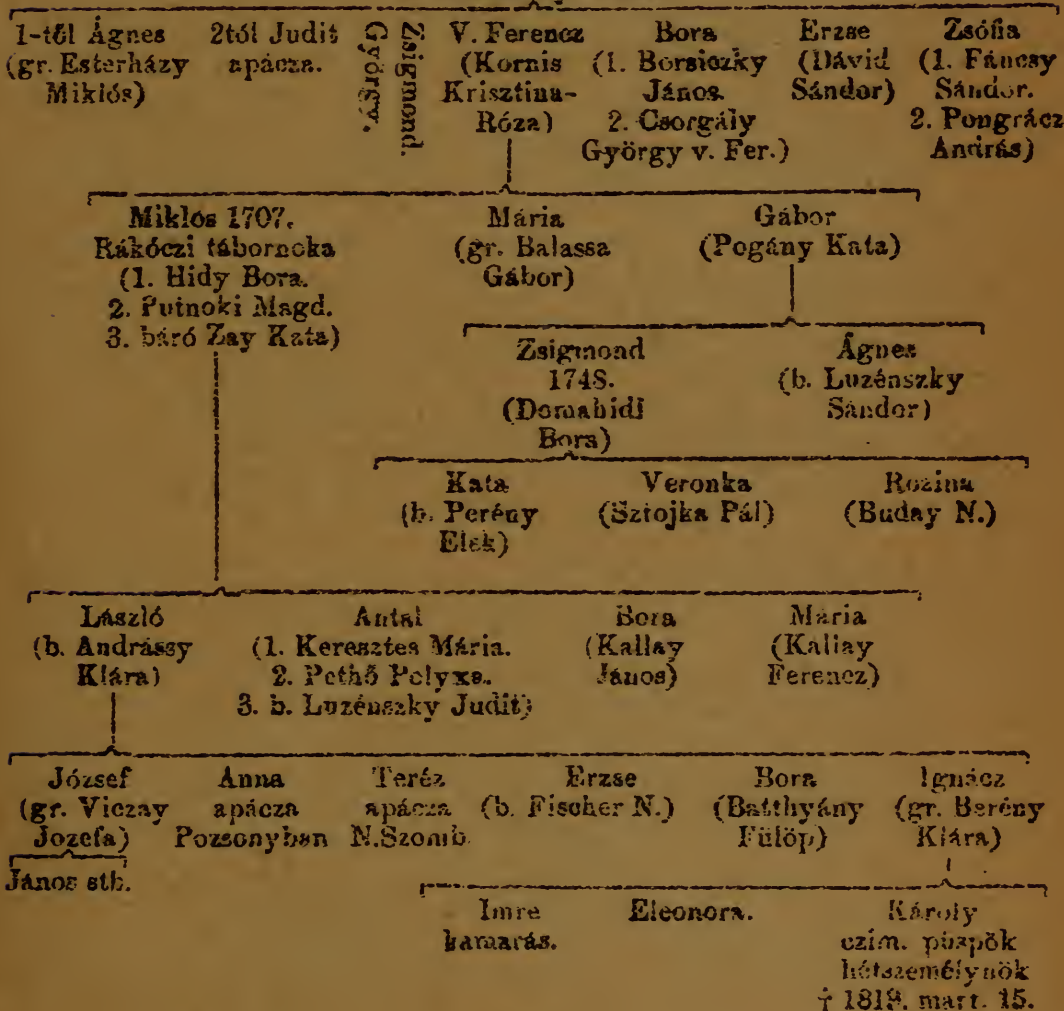 1-től Ágnes
(gr. Esterházy
Miklós)
2tól Judit
apácza.
György.
Zsigmond.
V. Ferencz
(Kornis
Krisztina-
Róza)
Bora
(1. Borsiczky
János.
2. Csorgály
György v. Fer.)
Erzse
(Dávid
Sándor)
Zsófia
(1. Fáncsy
Sándor.
2. Pongrácz
András)
Miklós 1707.
Rákóczi tábornoka
(1. Hidy Bora.
2. Putnoki Magd.
3. báró Zay Kata)
Mária
(gr. Balassa
Gábor)
Gábor
(Pogány Kata)
Zsigmond
1748.
(Domahidi
Bora)
Ágnes
(b. Luzénszky
Sándor)
Kata
(b. Perény
Elek)
Veronka
(Sztojka Pál)
Rozina
(Buday N.)
László
(b. Andrássy
Klára)
Antal
(1. Keresztes Mária.
2. Pethő Polyxe.
3. b. Luzénszky Judit)
Bora
(Kallay
János)
Mária
(Kallay
Ferencz)
József
(gr. Viczay
Jozefa)
Anna
apácza
Pozsonyban
Teréz
apácza
N.Szomb.
Erzse
(b. Fischer N.)
Bora
(Batthyány
Fülöp)
Ignácz
(gr. Berény
Klára)
János stb.
Imre
kamarás.
Eleonora.
Károly
czim. püspök
hétszemélynök
† 1819. mart. 15.